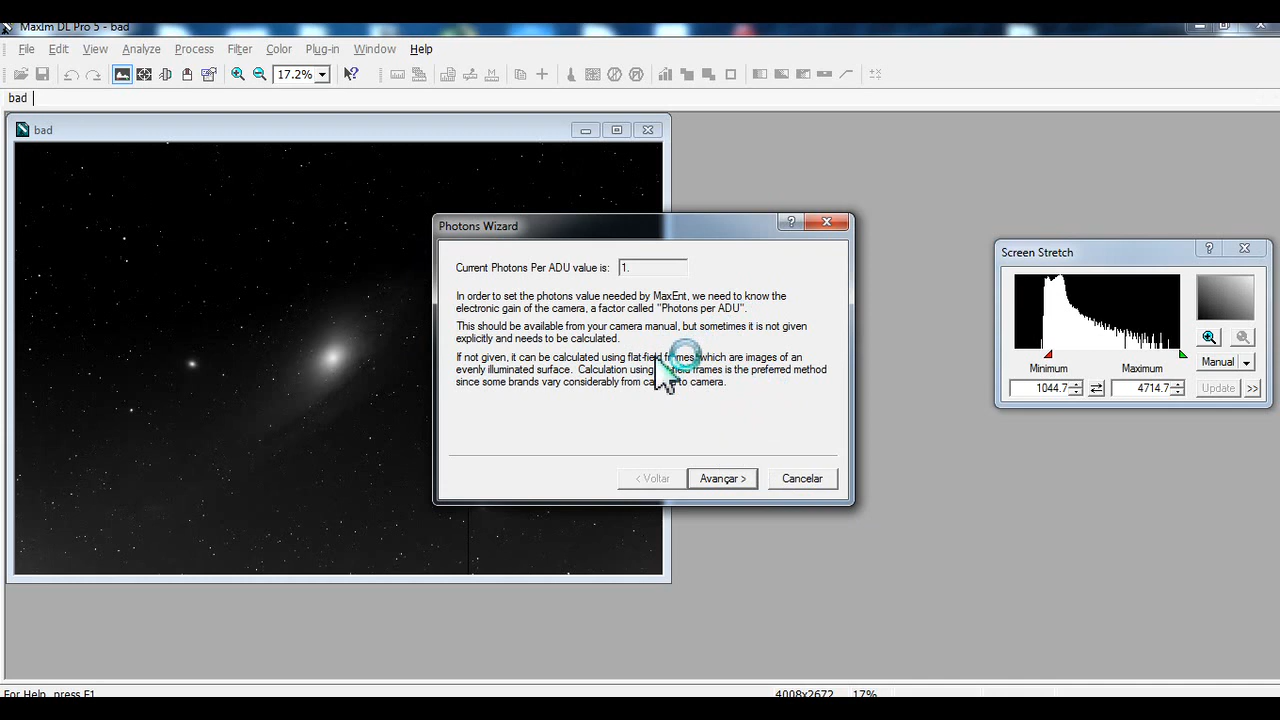 MaxIm DL Pro 5 - bad
File Edit View Analyze Process Filter Color Plug-in Window Help
17.2%
bad
bad
Photons Wizard
Current Photons Per ADU value is: 1.
In order to set the photons value needed by MaxEnt, we need to know the
electronic gain of the camera, a factor called "Photons per ADU".
This should be available from your camera manual, but sometimes it is not given
explicitly and needs to be calculated.
If not given, it can be calculated using flat-field frames, which are images of an
evenly illuminated surface. Calculation using field frames is the preferred method
since some brands vary considerably from to camera.
< Voltar Avançar > Cancelar
Screen Stretch
Manual
Minimum Maximum
1044.7 4714.7 Update >>
For Help, press F1
4008x2672 17%